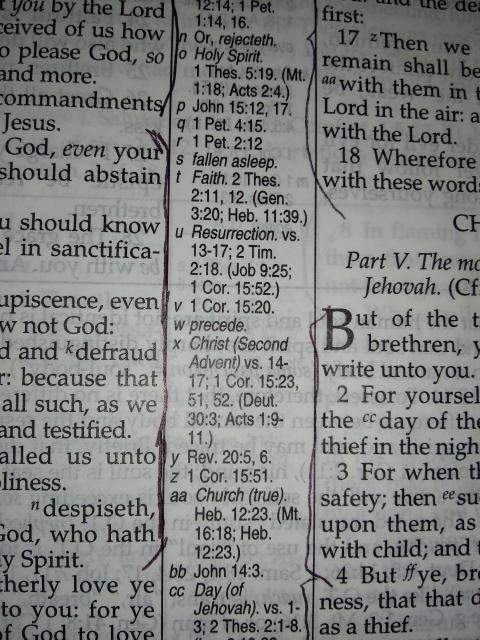 t you by the Lord
ceived of us how
o please God, so
and more.
commandments
Jesus.
God, even your
should abstain
u should know
el in sanctifica-
upiscence, even
w not God:
d and k defraud
r: because that
all such, as we
and testified.
alled us unto
oliness.
n despiseth,
God, who hath
ly Spirit.
therly love ye
to you: for ye
of God to love
12:14; 1 Pet.
1:14, 16.
n Or, rejecteth.
o Holy Spirit.
1 Thes. 5:19. (Mt.
1:18; Acts 2:4.)
p John 15:12, 17.
q 1 Pet. 4:15.
r 1 Pet. 2:12
s fallen asleep.
t Faith. 2 Thes.
2:11, 12. (Gen.
3:20; Heb. 11:39.)
u Resurrection. vs.
13-17; 2 Tim.
2:18. (Job 9:25;
1 Cor. 15:52.)
v 1 Cor. 15:20.
w precede.
x Christ (Second
Advent) vs. 14-
17; 1 Cor. 15:23,
51, 52. (Deut.
30:3; Acts 1:9-
11.)
y Rev. 20:5, 6.
z 1 Cor. 15:51.
aa Church (true).
Heb. 12:23. (Mt.
16:18; Heb.
12:23.)
bb John 14:3.
cc Day (of
Jehovah). vs. 1-
3; 2 Thes. 2:1-8.
first:
17 z Then we
remain shall be
aa with them in t
Lord in the air: a
with the Lord.
18 Wherefore
with these words
CH
Part V. The mo
Jehovah. (Cf.
But of the t
brethren, y
write unto you.
2 For yoursel
the cc day of the
thief in the nigh
3 For when th
safety; then ee su
upon them, as
with child; and t
4 But ff ye, bre
ness, that that d
as a thief.